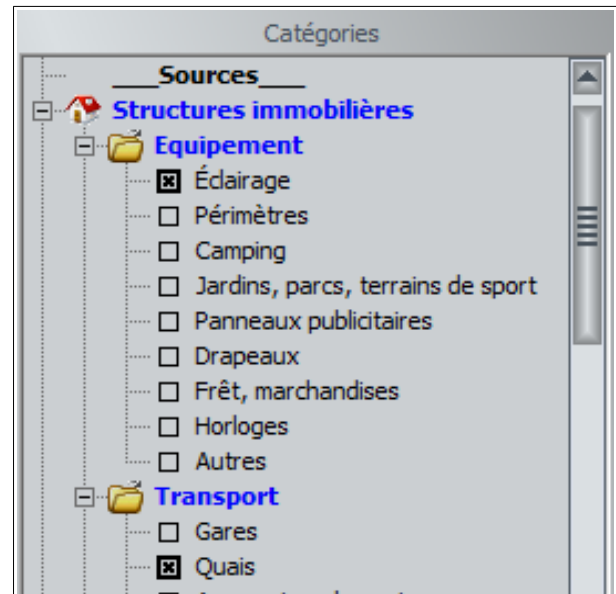 Catégories
___Sources___
Structures immobilières
Equipement
Éclairage
Périmètres
Camping
Jardins, parcs, terrains de sport
Panneaux publicitaires
Drapeaux
Frêt, marchandises
Horloges
Autres
Transport
Gares
Quais